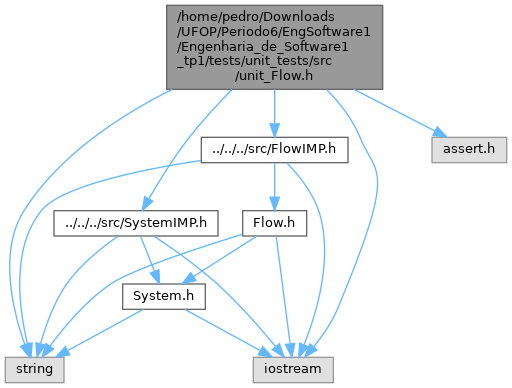 /home/pedro/Downloads
/UFOP/Periodo6/EngSoftware1
/Engenharia_de_Software1
_tp1/tests/unit_tests/src
/unit_Flow.h
../../../src/FlowIMP.h
assert.h
../../../src/SystemIMP.h
Flow.h
System.h
string
iostream